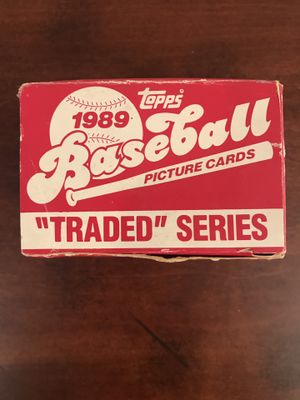 topps
1989
Baseball
PICTURE CARDS
"TRADED" SERIES